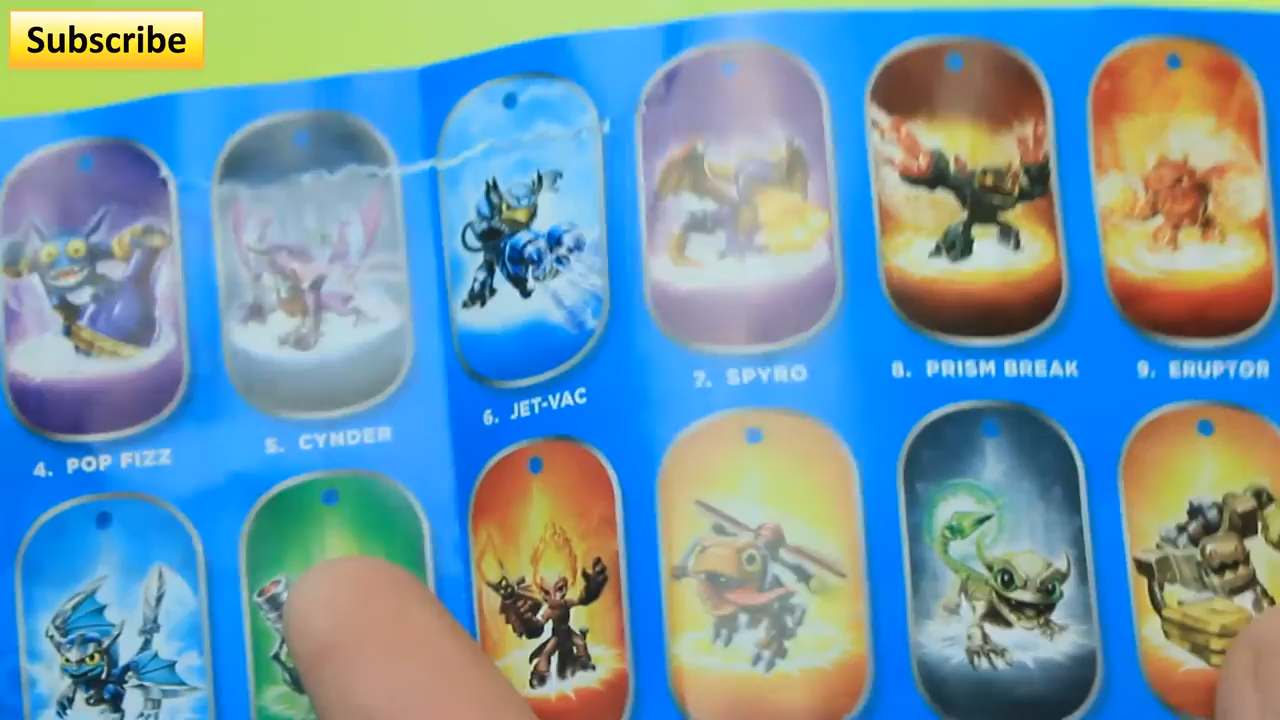 Subscribe
4. POP FIZZ
5. CYNDER
6. JET-VAC
7. SPYRO
8. PRISM BREAK
9. ERUPTOR